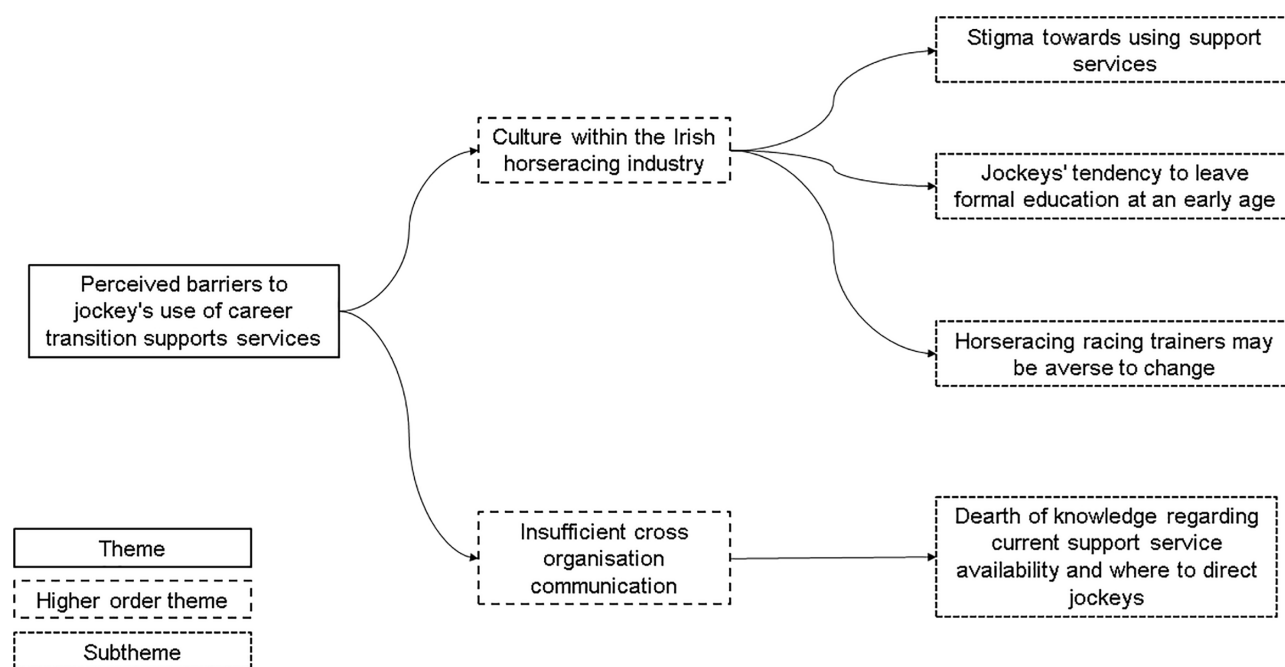 Stigma towards using support
services
Culture within the Irish
horseracing industry
Jockeys' tendency to leave
formal education at an early age
Perceived barriers to
jockey's use of career
transition supports services
Horseracing racing trainers may
be averse to change
Insufficient cross
organisation
communication
Dearth of knowledge regarding
current support service
availability and where to direct
jockeys
Theme
Higher order theme
Subtheme